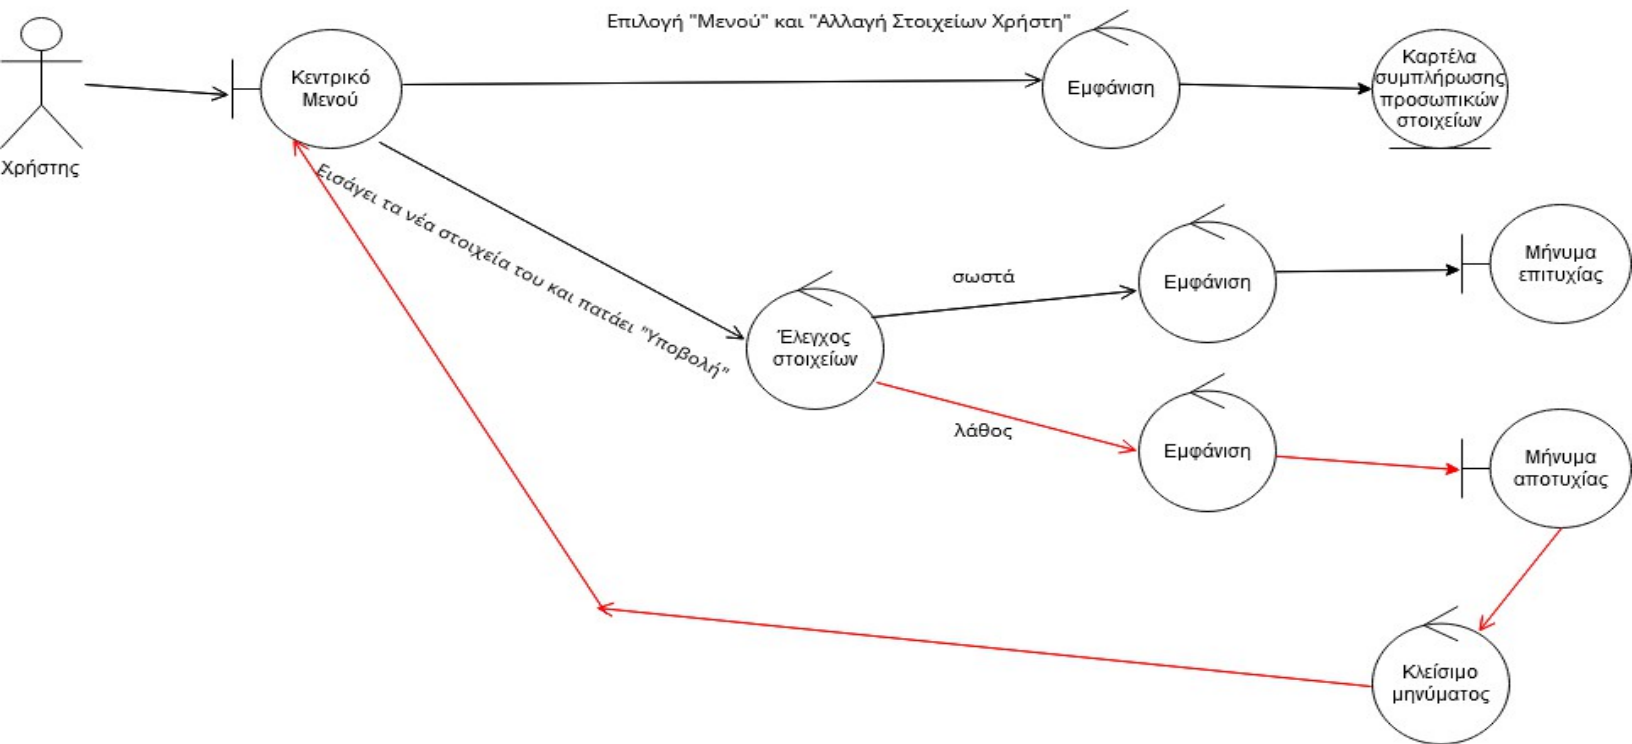 Επιλογή "Μενού" και "Αλλαγή Στοιχείων Χρήστη"
Χρήστης
Κεντρικό
Μενού
Εμφάνιση
Καρτέλα
συμπλήρωσης
προσωπικών
στοιχείων
Εισάγει τα νέα στοιχεία του και πατάει "Υποβολή"
Έλεγχος
στοιχείων
σωστά
Εμφάνιση
Μήνυμα
επιτυχίας
λάθος
Εμφάνιση
Μήνυμα
αποτυχίας
Κλείσιμο
μηνύματος